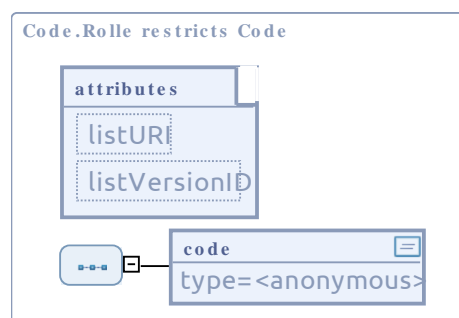 Code.Rolle restricts Code
attributes
listURI
listVersionID
code
type=<anonymous>